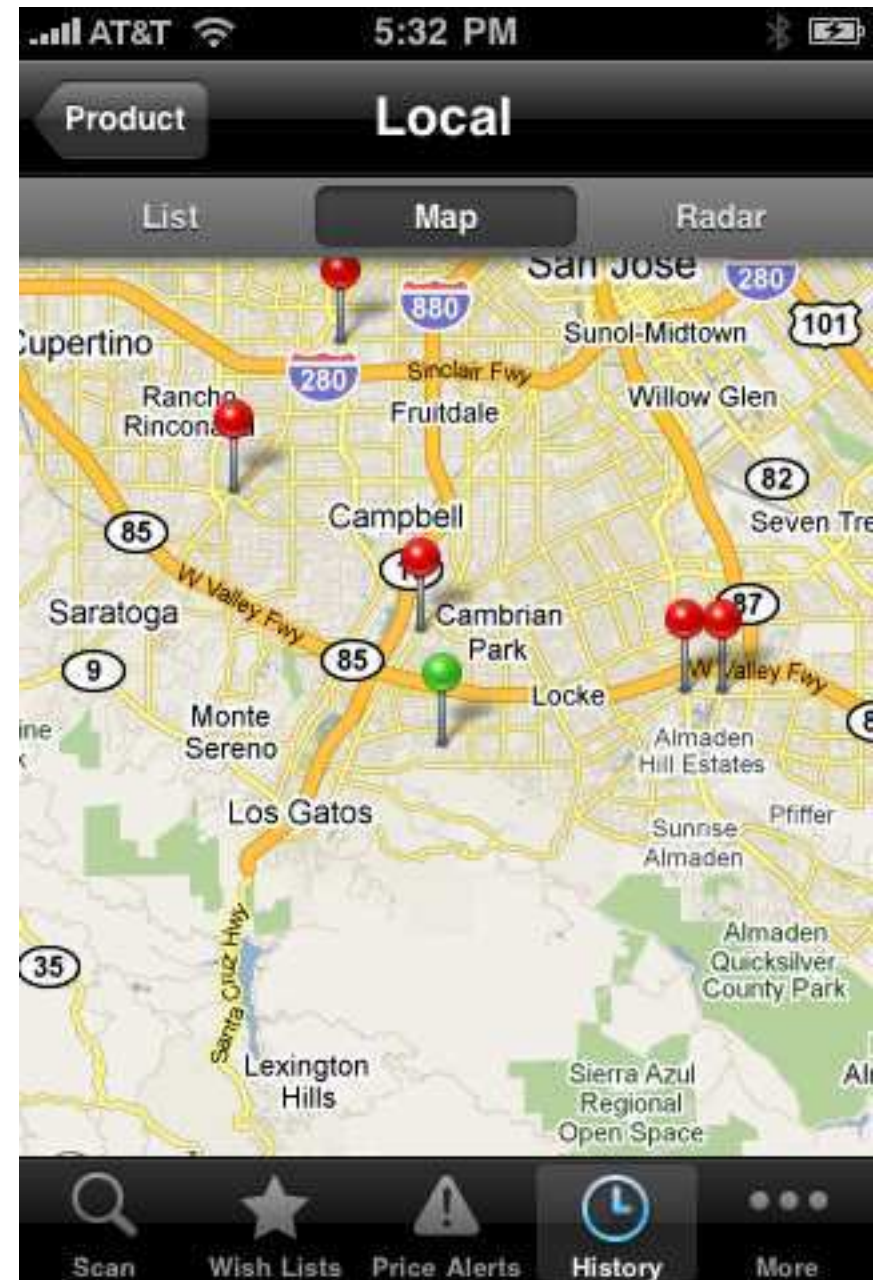 AT&T 5:32 PM
Product Local
List Map Radar
San Jose
280
880
101
Sunol-Midtown
Cupertino
280
Sinclair Fwy
Rancho
Willow Glen
Fruitdale
82
Campbell
Seven Tre
85
W Valley Fwy
87
Saratoga
Cambrian
Park
85
9
W Valley Fwy
Locke
Monte
Sereno
ine
Almaden
Hill Estates
Los Gatos
Pfiffer
Sunrise
Almaden
Santa Cruz Hwy
Almaden
Quicksilver
County Park
35
Lexington
Hills
Sierra Azul
Regional
Open Space
Al
Scan Wish Lists Price Alerts History More